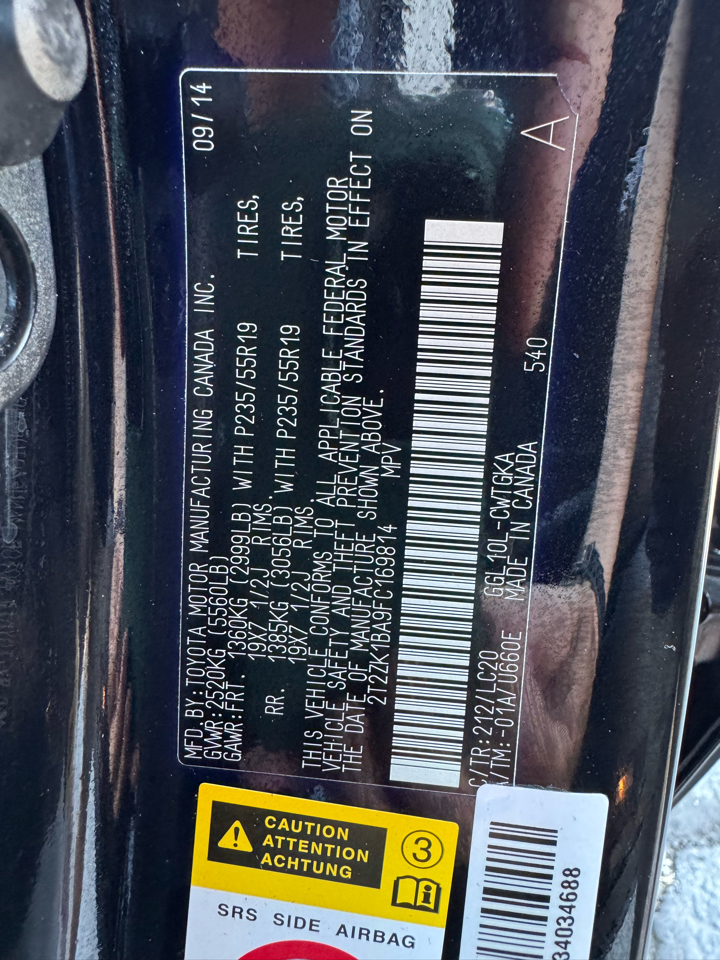 MFD BY:TOYOTA MOTOR MANUFACTURING CANADA INC. 09/14
GVWR:2520KG (5560LB)
GAWR:FRT. 1360KG (2999LB) WITH P235/55R19 TIRES,
19X7 1/2J RIMS
RR. 1385KG (3056LB) WITH P235/55R19 TIRES,
19X7 1/2J RIMS
THIS VEHICLE CONFORMS TO ALL APPLICABLE FEDERAL MOTOR
VEHICLE SAFETY AND THEFT PREVENTION STANDARDS IN EFFECT ON
THE DATE OF MANUFACTURE SHOWN ABOVE.
2T2ZK1BA9FC169814 MPV
C/TR:212/LC20 GGL10L-CWTGKA 540 A
/TM:-01A/U660E MADE IN CANADA
CAUTION
ATTENTION
ACHTUNG
3
SRS SIDE AIRBAG
34034688